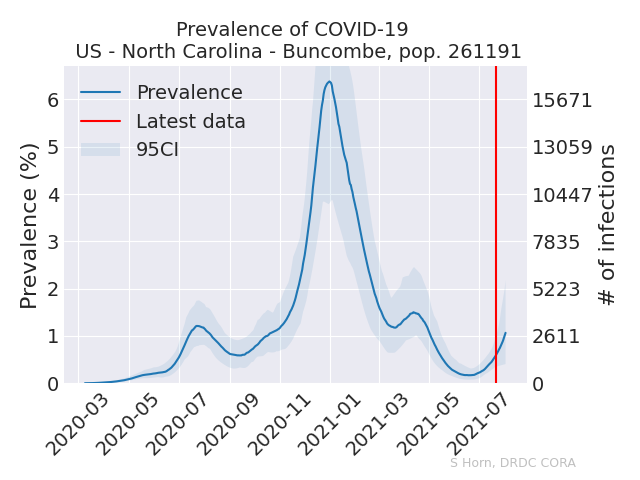 Prevalence of COVID-19
US - North Carolina - Buncombe, pop. 261191
Prevalence
Latest data
95CI
Prevalence (%)
6
5
4
3
2
1
0
15671
13059
10447
7835
5223
2611
0
# of infections
2020-03
2020-05
2020-07
2020-09
2020-11
2021-01
2021-03
2021-05
2021-07
S Horn, DRDC CORA